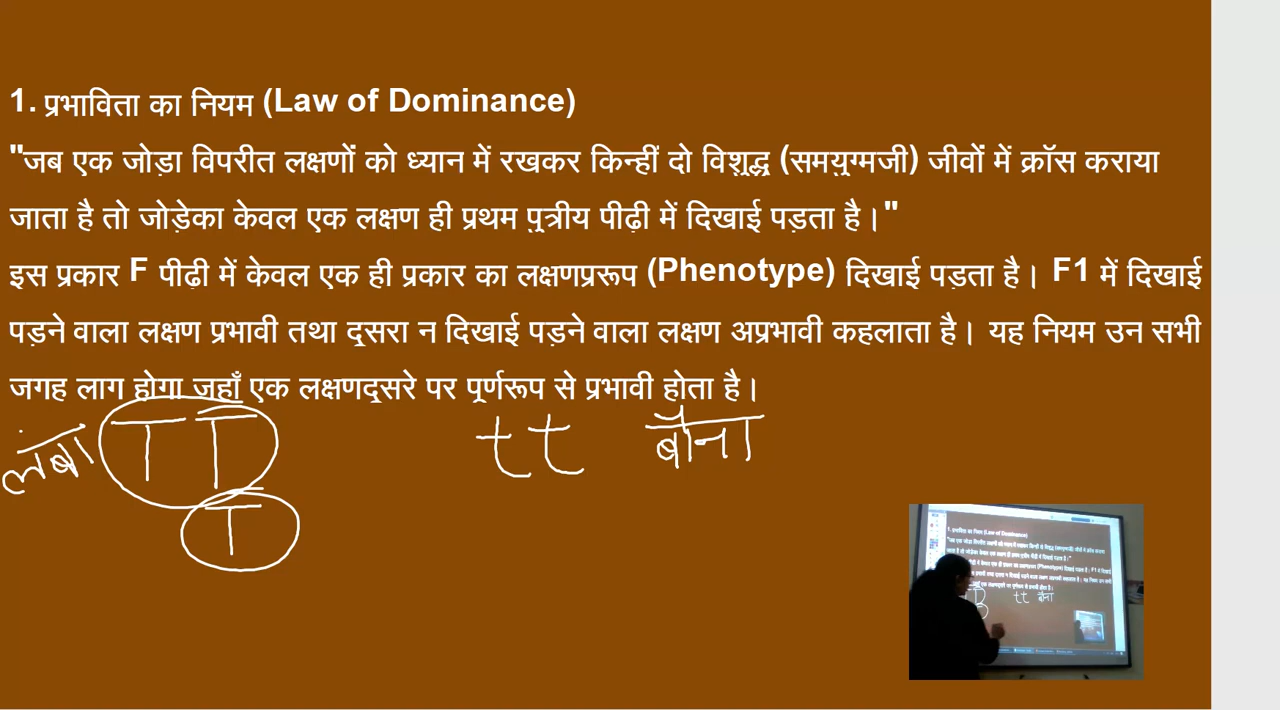 1. प्रभाविता का नियम (Law of Dominance)
"जब एक जोड़ा विपरीत लक्षणों को ध्यान में रखकर किन्हीं दो विशुद्ध (समयुग्मजी) जीवों में क्रॉस कराया
जाता है तो जोड़ेका केवल एक लक्षण ही प्रथम पुत्रीय पीढ़ी में दिखाई पड़ता है।"
इस प्रकार F पीढ़ी में केवल एक ही प्रकार का लक्षणप्ररूप (Phenotype) दिखाई पड़ता है। F1 में दिखाई
पड़ने वाला लक्षण प्रभावी तथा दूसरा न दिखाई पड़ने वाला लक्षण अप्रभावी कहलाता है। यह नियम उन सभी
जगह लागू होगा जहाँ एक लक्षणदूसरे पर पूर्णरूप से प्रभावी होता है।
लंबा TT tt बौना
T